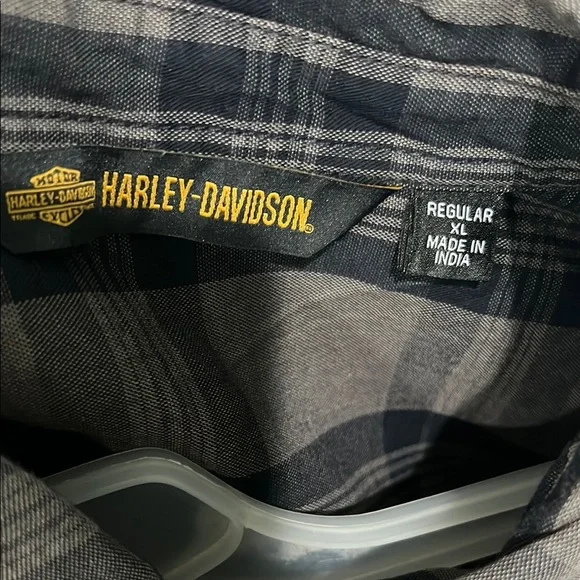 MOTOR
HARLEY-DAVIDSON
CYCLES
HARLEY-DAVIDSON®
REGULAR
XL
MADE IN
INDIA